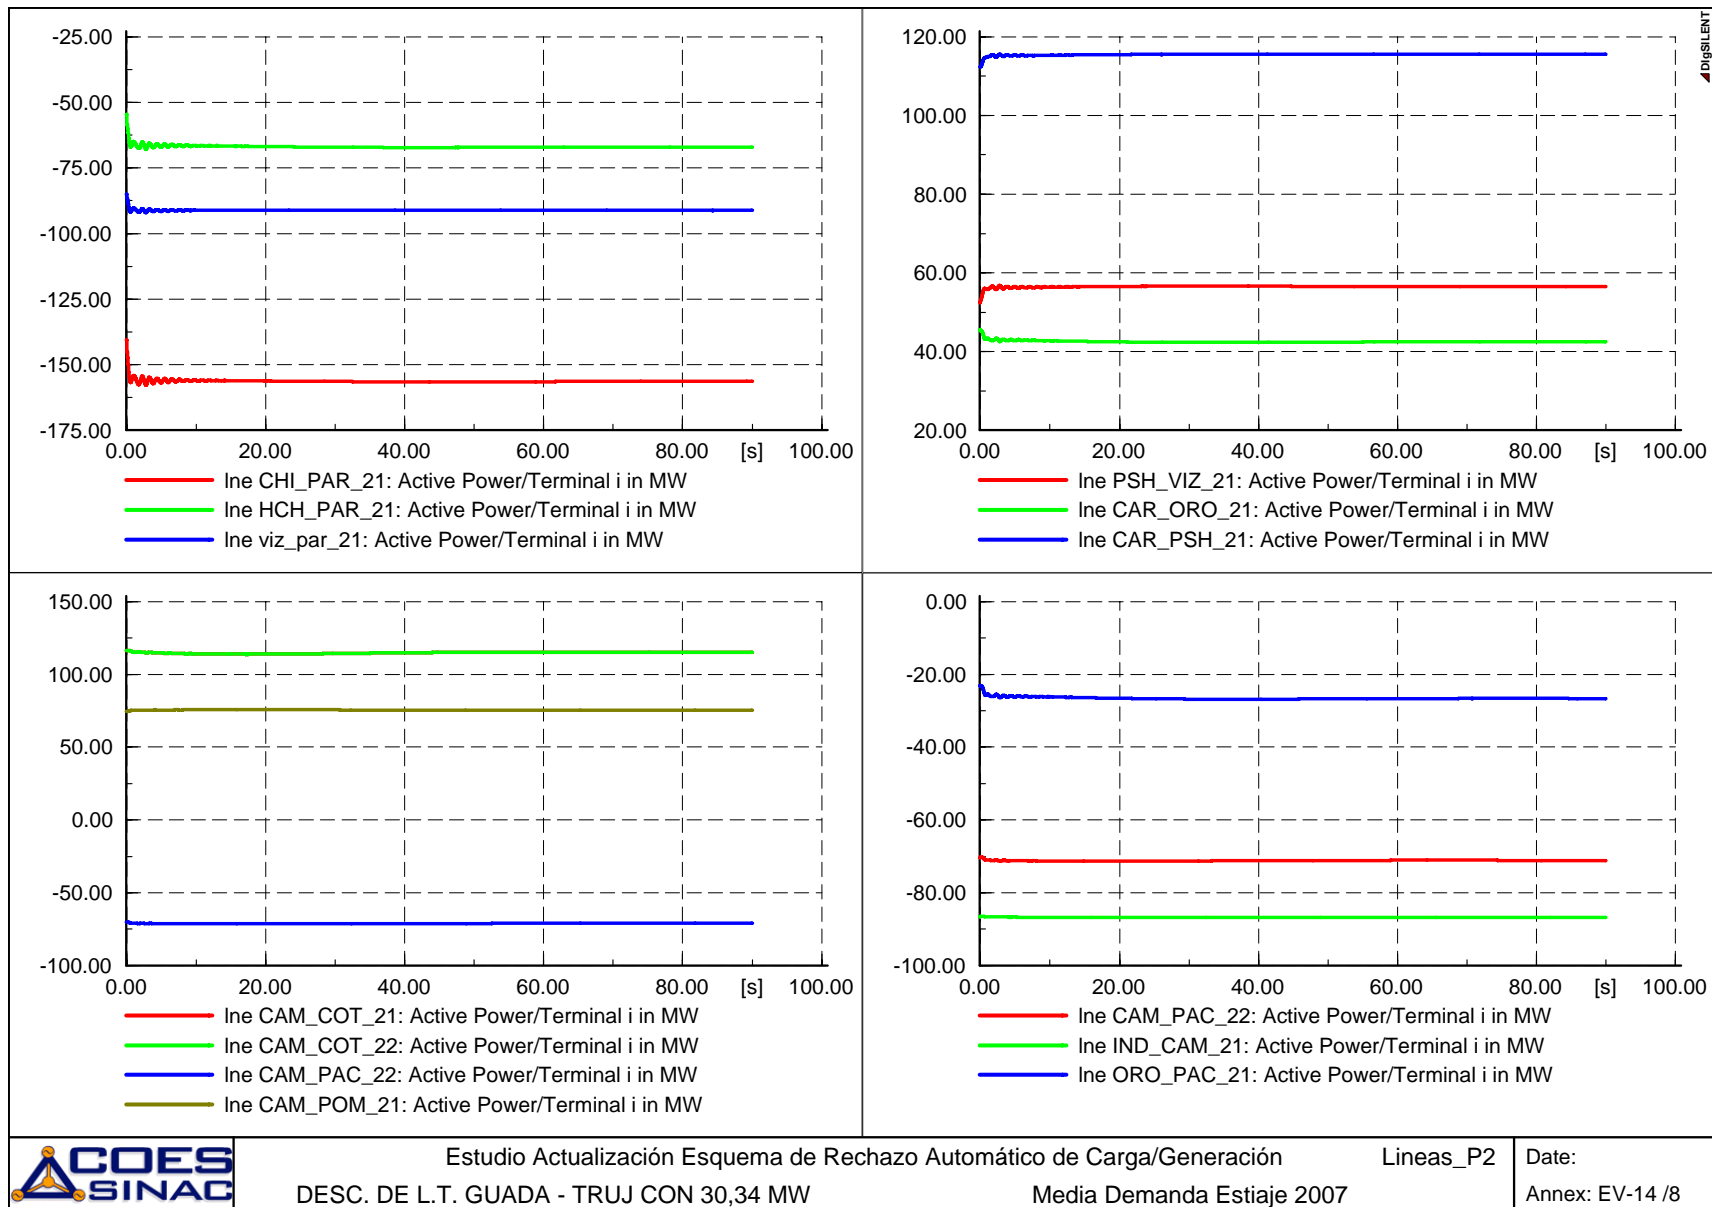 -25.00
-50.00
-75.00
-100.00
-125.00
-150.00
-175.00
0.00 20.00 40.00 60.00 80.00 [s] 100.00
lne CHI_PAR_21: Active Power/Terminal i in MW
lne HCH_PAR_21: Active Power/Terminal i in MW
lne viz_par_21: Active Power/Terminal i in MW
120.00
100.00
80.00
60.00
40.00
20.00
0.00 20.00 40.00 60.00 80.00 [s] 100.00
lne PSH_VIZ_21: Active Power/Terminal i in MW
lne CAR_ORO_21: Active Power/Terminal i in MW
lne CAR_PSH_21: Active Power/Terminal i in MW
DIgSILENT
150.00
100.00
50.00
0.00
-50.00
-100.00
0.00 20.00 40.00 60.00 80.00 [s] 100.00
lne CAM_COT_21: Active Power/Terminal i in MW
lne CAM_COT_22: Active Power/Terminal i in MW
lne CAM_PAC_22: Active Power/Terminal i in MW
lne CAM_POM_21: Active Power/Terminal i in MW
0.00
-20.00
-40.00
-60.00
-80.00
-100.00
0.00 20.00 40.00 60.00 80.00 [s] 100.00
lne CAM_PAC_22: Active Power/Terminal i in MW
lne IND_CAM_21: Active Power/Terminal i in MW
lne ORO_PAC_21: Active Power/Terminal i in MW
COES
SINAC
Estudio Actualización Esquema de Rechazo Automático de Carga/Generación Lineas_P2
DESC. DE L.T. GUADA - TRUJ CON 30,34 MW Media Demanda Estiaje 2007
Date:
Annex: EV-14 /8